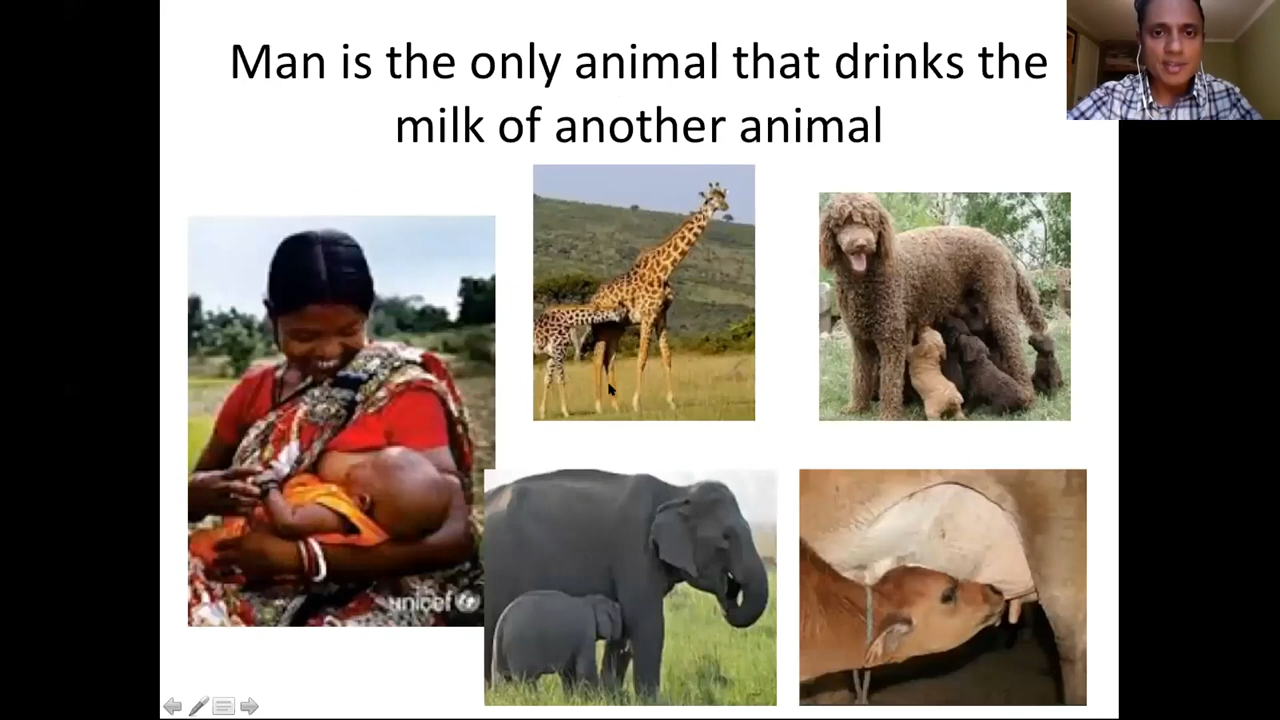 Man is the only animal that drinks the
milk of another animal
unicef